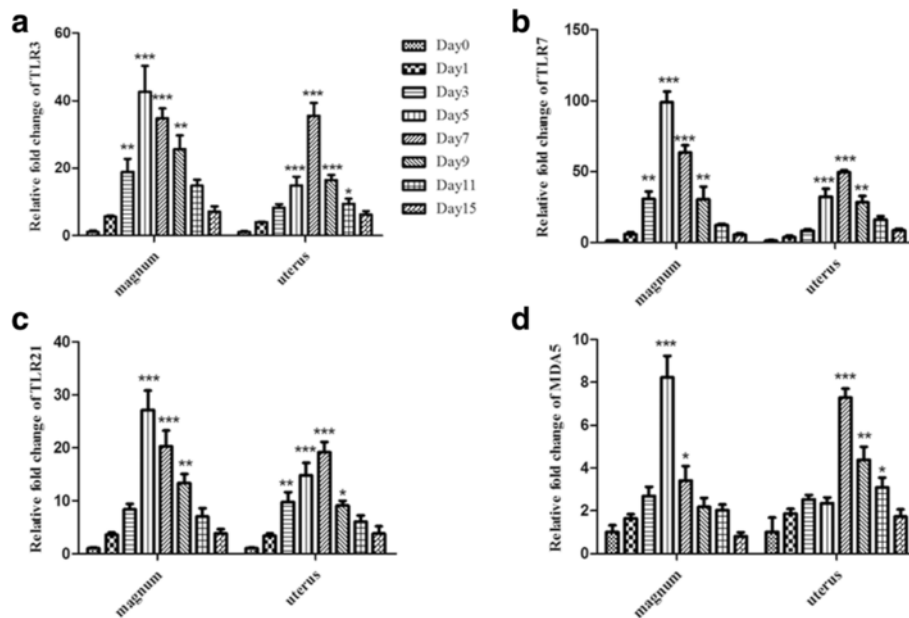 a
Relative fold change of TLR3
60
40
20
0
***
***
**
**
***
***
***
*
magnum
uterus
Day0
Day1
Day3
Day5
Day7
Day9
Day11
Day15
b
Relative fold change of TLR7
150
100
50
0
***
***
**
**
***
***
**
magnum
uterus
c
Relative fold change of TLR21
40
30
20
10
0
***
***
**
**
***
***
*
magnum
uterus
d
Relative fold change of MDA5
10
8
6
4
2
0
***
*
***
**
*
magnum
uterus